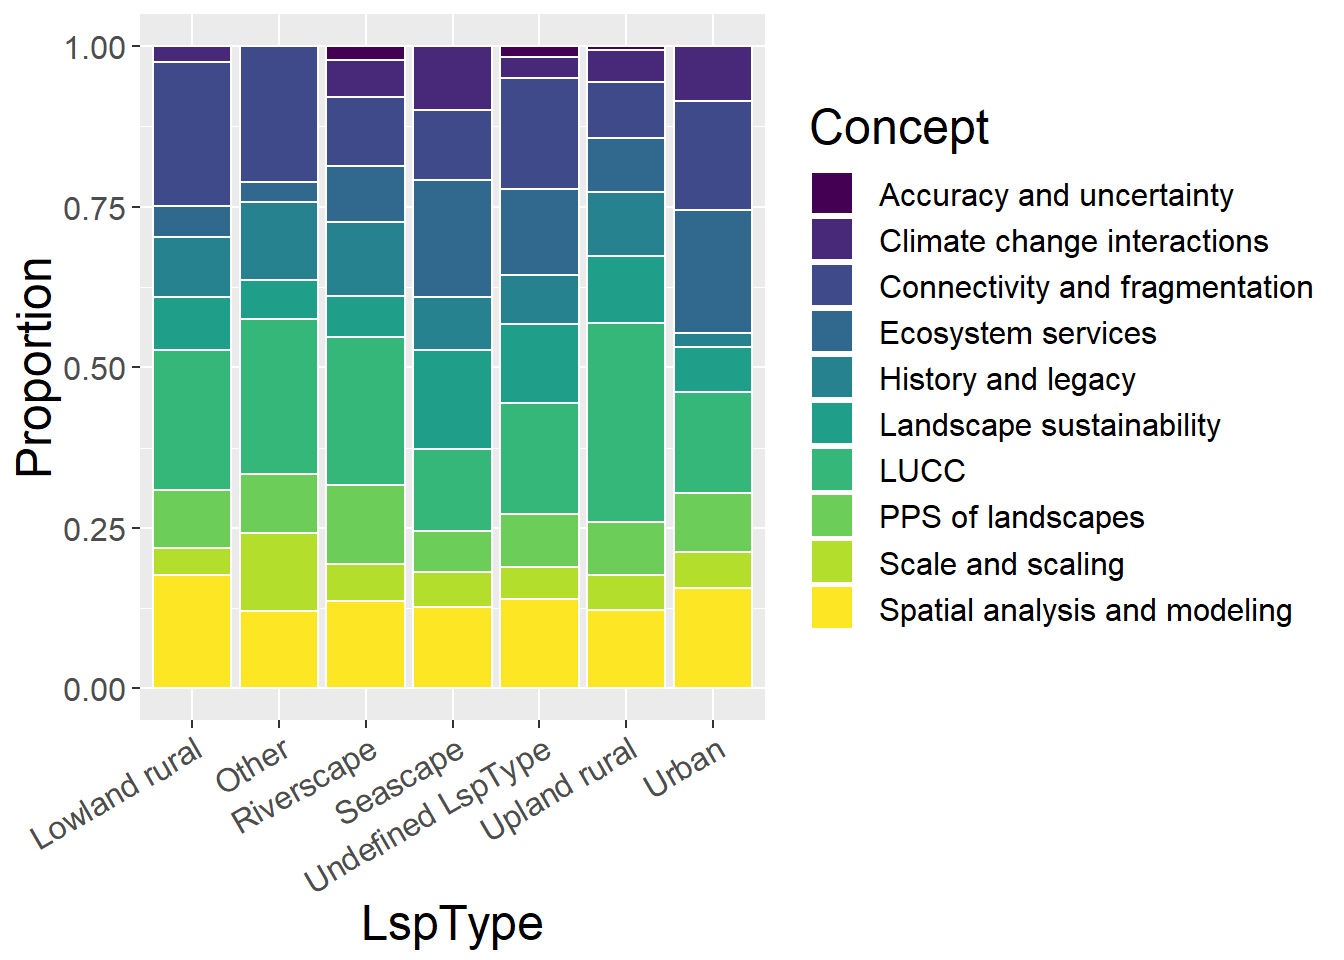 1.00
0.75
0.50
0.25
0.00
Proportion
Lowland rural
Other
Riverscape
Seascape
Undefined LspType
Upland rural
Urban
LspType
Concept
Accuracy and uncertainty
Climate change interactions
Connectivity and fragmentation
Ecosystem services
History and legacy
Landscape sustainability
LUCC
PPS of landscapes
Scale and scaling
Spatial analysis and modeling